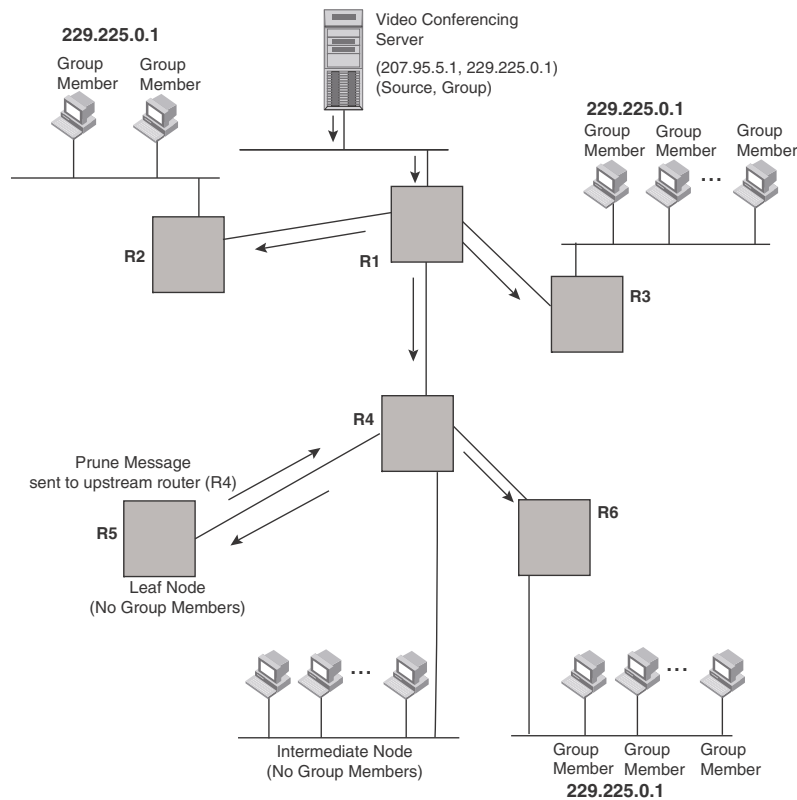 229.225.0.1
Group
Member
Group
Member
Video Conferencing
Server
(207.95.5.1, 229.225.0.1)
(Source, Group)
229.225.0.1
Group
Member
Group
Member
...
Group
Member
R2
R1
R3
R4
Prune Message
sent to upstream router (R4)
R5
Leaf Node
(No Group Members)
R6
...
Intermediate Node
(No Group Members)
...
Group
Member
Group
Member
Group
Member
229.225.0.1